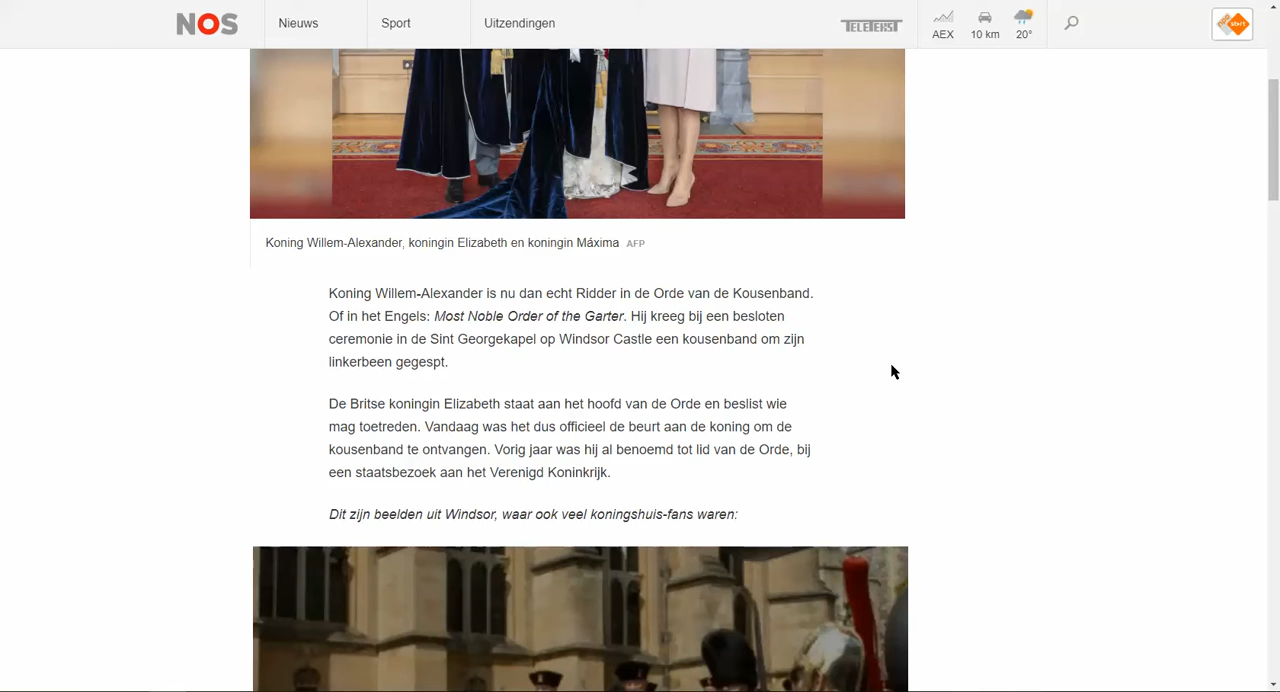 NOS
Nieuws
Sport
Uitzendingen
TELETEKST
AEX
10 km
20°
start
Koning Willem-Alexander, koningin Elizabeth en koningin Máxima AFP
Koning Willem-Alexander is nu dan echt Ridder in de Orde van de Kousenband.
Of in het Engels: Most Noble Order of the Garter. Hij kreeg bij een besloten
ceremonie in de Sint Georgekapel op Windsor Castle een kousenband om zijn
linkerbeen gegespt.
De Britse koningin Elizabeth staat aan het hoofd van de Orde en beslist wie
mag toetreden. Vandaag was het dus officieel de beurt aan de koning om de
kousenband te ontvangen. Vorig jaar was hij al benoemd tot lid van de Orde, bij
een staatsbezoek aan het Verenigd Koninkrijk.
Dit zijn beelden uit Windsor, waar ook veel koningshuis-fans waren: